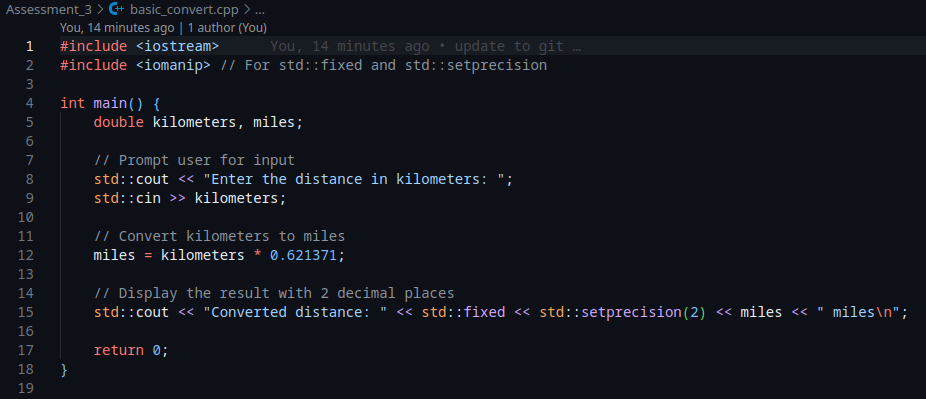 Assessment_3 > basic_convert.cpp > ...
You, 14 minutes ago | 1 author (You)
1 #include <iostream> You, 14 minutes ago • update to git …
2 #include <iomanip> // For std::fixed and std::setprecision
3
4 int main() {
5     double kilometers, miles;
6
7     // Prompt user for input
8     std::cout << "Enter the distance in kilometers: ";
9     std::cin >> kilometers;
10
11     // Convert kilometers to miles
12     miles = kilometers * 0.621371;
13
14     // Display the result with 2 decimal places
15     std::cout << "Converted distance: " << std::fixed << std::setprecision(2) << miles << " miles\n";
16
17     return 0;
18 }
19